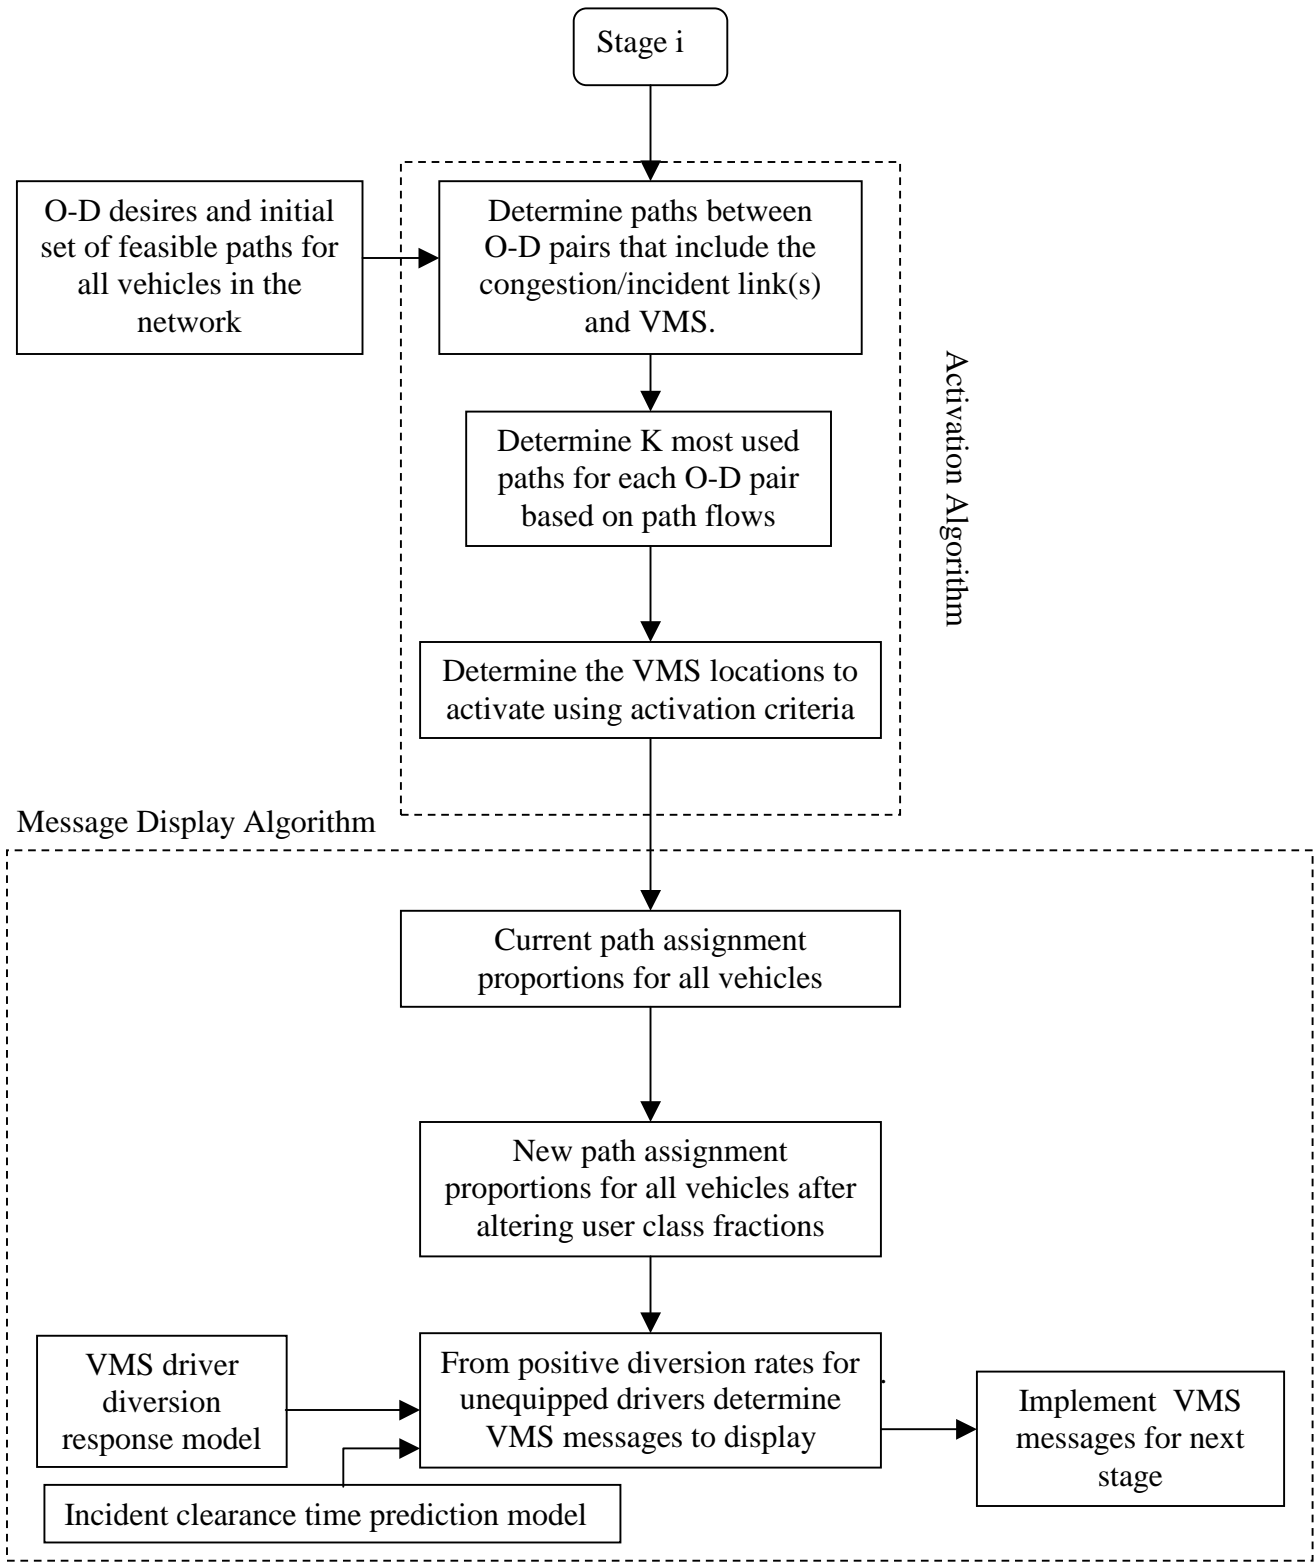 Stage i
O-D desires and initial
set of feasible paths for
all vehicles in the
network
Determine paths between
O-D pairs that include the
congestion/incident link(s)
and VMS.
Activation Algorithm
Determine K most used
paths for each O-D pair
based on path flows
Determine the VMS locations to
activate using activation criteria
Message Display Algorithm
Current path assignment
proportions for all vehicles
New path assignment
proportions for all vehicles after
altering user class fractions
VMS driver
diversion
response model
From positive diversion rates for
unequipped drivers determine
VMS messages to display
.
Implement VMS
messages for next
stage
Incident clearance time prediction model